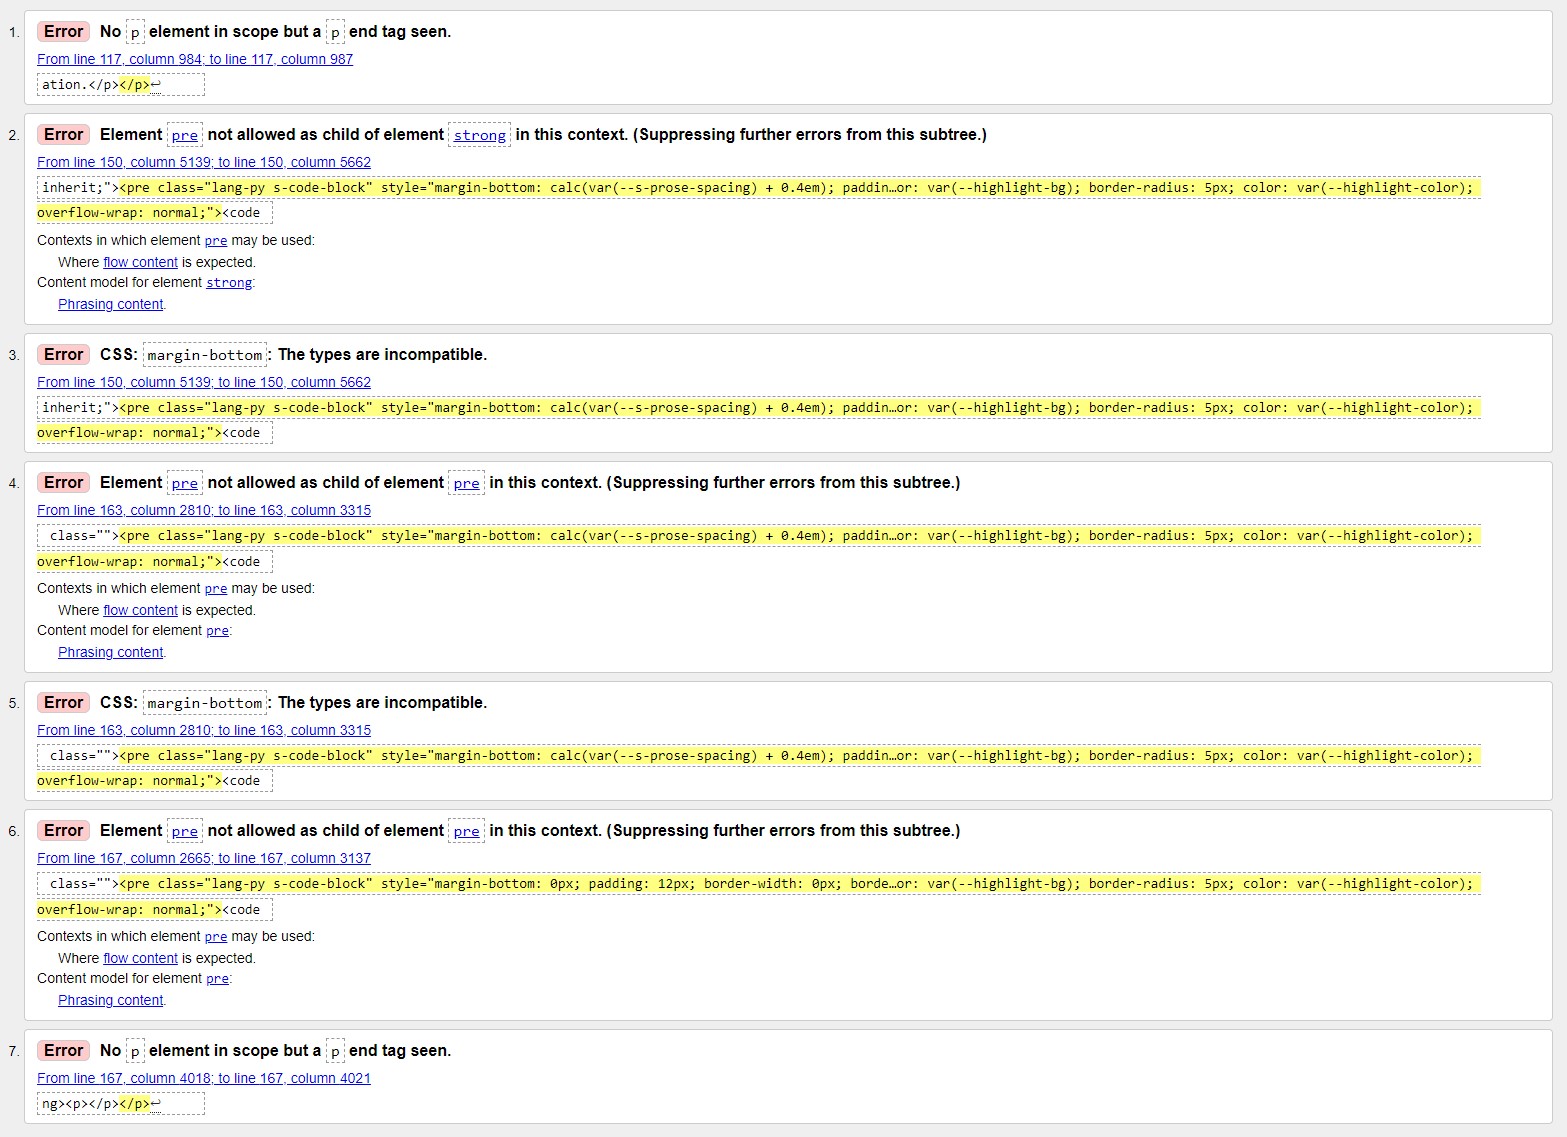 1. Error No p element in scope but a p end tag seen.
From line 117, column 984; to line 117, column 987
ation.</p></p>↩
2. Error Element pre not allowed as child of element strong in this context. (Suppressing further errors from this subtree.)
From line 150, column 5139; to line 150, column 5662
inherit;"><pre class="lang-py s-code-block" style="margin-bottom: calc(var(--s-prose-spacing) + 0.4em); paddin…or: var(--highlight-bg); border-radius: 5px; color: var(--highlight-color);
overflow-wrap: normal;"><code
Contexts in which element pre may be used:
Where flow content is expected.
Content model for element strong:
Phrasing content.
3. Error CSS: margin-bottom: The types are incompatible.
From line 150, column 5139; to line 150, column 5662
inherit;"><pre class="lang-py s-code-block" style="margin-bottom: calc(var(--s-prose-spacing) + 0.4em); paddin…or: var(--highlight-bg); border-radius: 5px; color: var(--highlight-color);
overflow-wrap: normal;"><code
4. Error Element pre not allowed as child of element pre in this context. (Suppressing further errors from this subtree.)
From line 163, column 2810; to line 163, column 3315
class=""><pre class="lang-py s-code-block" style="margin-bottom: calc(var(--s-prose-spacing) + 0.4em); paddin…or: var(--highlight-bg); border-radius: 5px; color: var(--highlight-color);
overflow-wrap: normal;"><code
Contexts in which element pre may be used:
Where flow content is expected.
Content model for element pre:
Phrasing content.
5. Error CSS: margin-bottom: The types are incompatible.
From line 163, column 2810; to line 163, column 3315
class=""><pre class="lang-py s-code-block" style="margin-bottom: calc(var(--s-prose-spacing) + 0.4em); paddin…or: var(--highlight-bg); border-radius: 5px; color: var(--highlight-color);
overflow-wrap: normal;"><code
6. Error Element pre not allowed as child of element pre in this context. (Suppressing further errors from this subtree.)
From line 167, column 2665; to line 167, column 3137
class=""><pre class="lang-py s-code-block" style="margin-bottom: 0px; padding: 12px; border-width: 0px; borde…or: var(--highlight-bg); border-radius: 5px; color: var(--highlight-color);
overflow-wrap: normal;"><code
Contexts in which element pre may be used:
Where flow content is expected.
Content model for element pre:
Phrasing content.
7. Error No p element in scope but a p end tag seen.
From line 167, column 4018; to line 167, column 4021
ng><p></p></p>↩